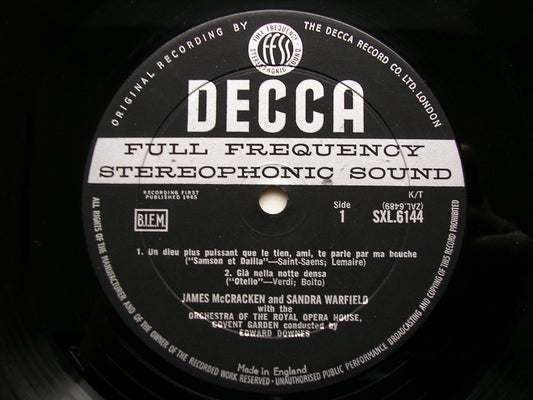 ORIGINAL RECORDING BY THE DECCA RECORD CO. LTD. LONDON
FULL FREQUENCY
ffss
STEREOPHONIC SOUND
DECCA
FULL FREQUENCY
STEREOPHONIC SOUND
RECORDING FIRST
PUBLISHED 1965
K/T
(ZAL.6489)
B.I.E.M.
Side
1
SXL.6144
1. Un dieu plus puissant que le tien, ami, te parle par ma bouche
("Samson et Dalila"—Saint-Saens; Lemaire)
2. Già nella notte densa
("Otello"—Verdi; Boito)
JAMES McCRACKEN and SANDRA WARFIELD
with the
ORCHESTRA OF THE ROYAL OPERA HOUSE,
COVENT GARDEN conducted by
EDWARD DOWNES
Made in England
ALL RIGHTS OF THE MANUFACTURER AND OF THE OWNER OF THE RECORDED WORK RESERVED · UNAUTHORISED PUBLIC PERFORMANCE BROADCASTING AND COPYING OF THIS RECORD PROHIBITED